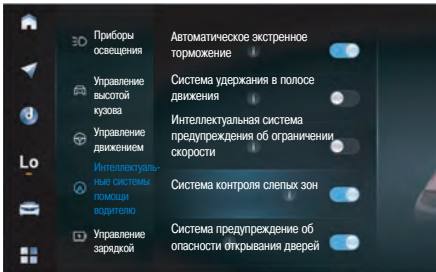 Приборы
освещения
Управление
высотой
кузова
Управление
движением
Интеллектуаль-
ные системы
помощи
водителю
Управление
зарядкой
Lo
Автоматическое экстренное
торможение
Система удержания в полосе
движения
Интеллектуальная система
предупреждения об ограничении
скорости
Система контроля слепых зон
Система предупреждение об
опасности открывания дверей